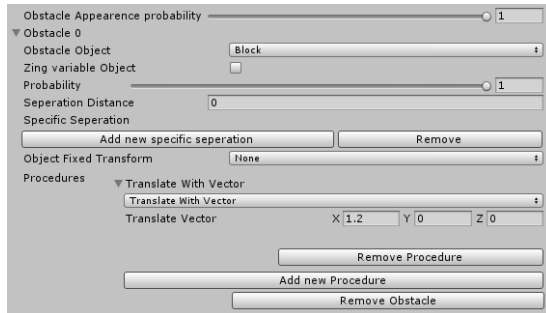 Obstacle Appearence probability 1
Obstacle 0
Obstacle Object Block
Zing variable Object
Probability 1
Seperation Distance 0
Specific Seperation
Add new specific seperation Remove
Object Fixed Transform None
Procedures Translate With Vector
Translate With Vector
Translate Vector X 1.2 Y 0 Z 0
Remove Procedure
Add new Procedure
Remove Obstacle